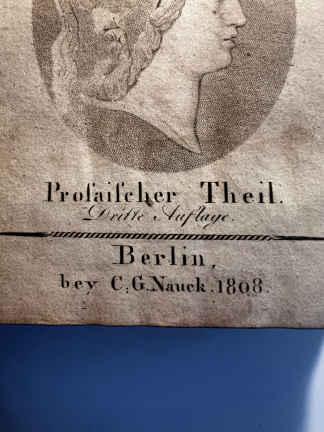 Proſaiſcher Theil.
Dritte Auflage.
Berlin,
bey C. G. Nauck. 1808.